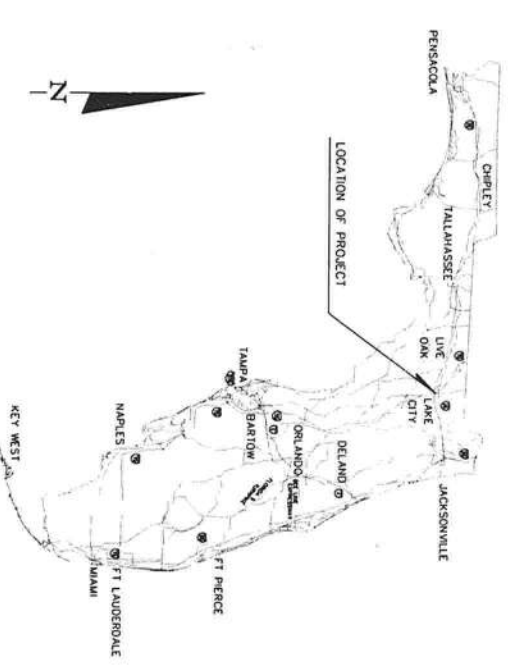 PENSACOLA
CHIPLEY
TALLAHASSEE
LOCATION OF PROJECT
LIVE
OAK
LAKE
CITY
JACKSONVILLE
TAMPA
BARTOW
ORLANDO
DELAND
NAPLES
FT PIERCE
KEY WEST
MIAMI
FT LAUDERDALE
N